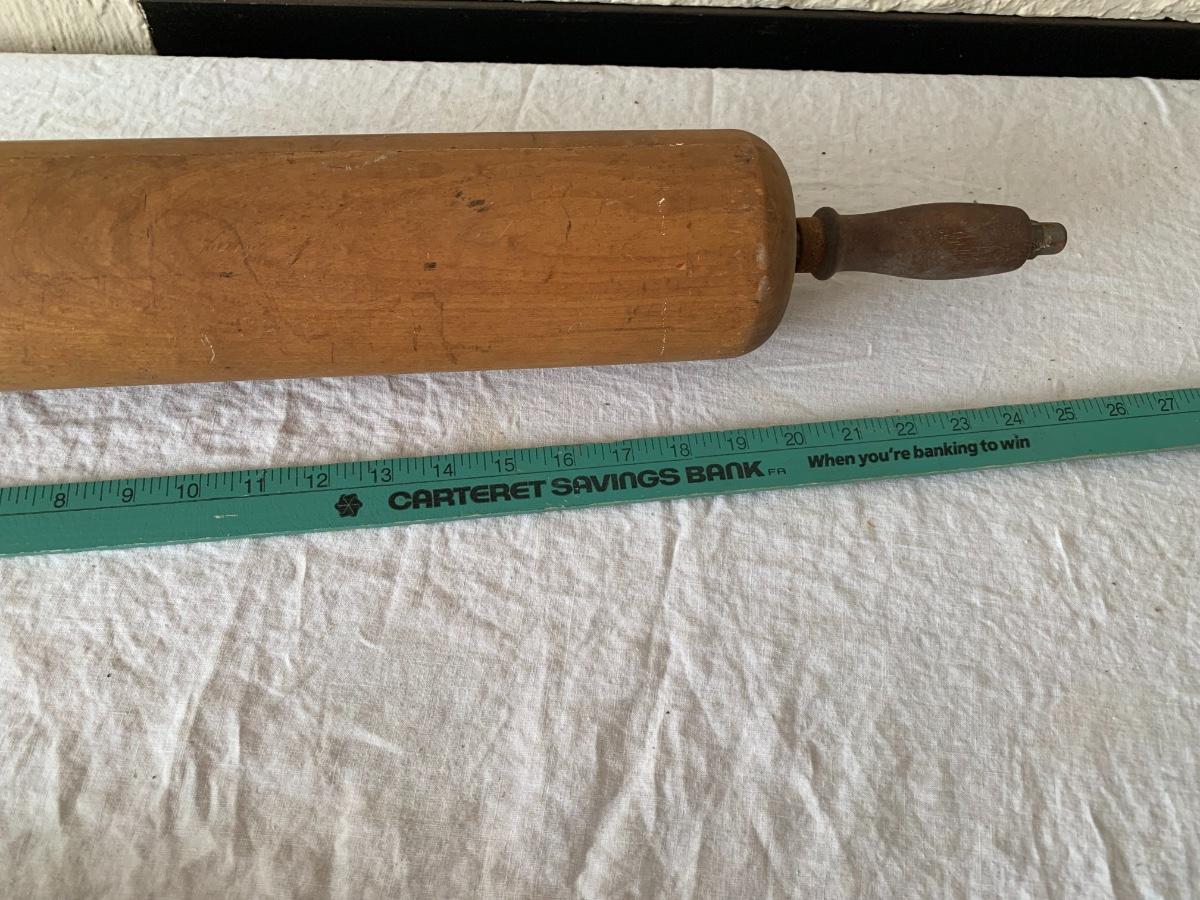 8 9 10 11 12 13 14 15 16 17 18 19 20 21 22 23 24 25 26 27
CARTERET SAVINGS BANK FR When you're banking to win